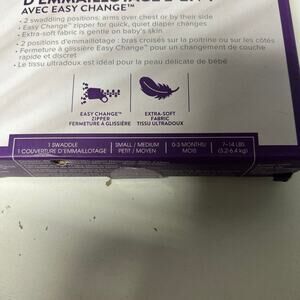 D'EMMAILLOTAGE
AVEC EASY CHANGE™
• 2 swaddling positions: arms over chest or by their side
• Easy Change™ zipper for quick, quiet diaper changes
• Extra-soft fabric is gentle on baby's skin
• 2 positions d'emmaillotage : bras croisés sur la poitrine ou sur les côtés
• Fermeture à glissière Easy Change™ pour un changement de couche
rapide et discret
• Le tissu ultradoux est idéal pour la peau délicate de bébé
EASY CHANGE™
ZIPPER
FERMETURE À GLISSIÈRE
EXTRA-SOFT
FABRIC
TISSU ULTRADOUX
1 SWADDLE
1 COUVERTURE D'EMMAILLOTAGE
SMALL / MEDIUM
PETIT / MOYEN
0-3 MONTHS/
MOIS
7-14 LBS
(3.2-6.4 kg)